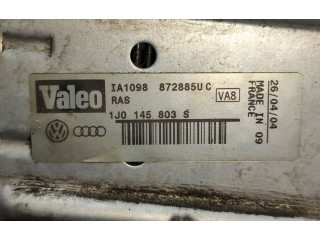 Valeo
IA1098 872885U C
RAS
VA8
1J0 145 803 S
26/04/04
MADE IN 09
FRANCE